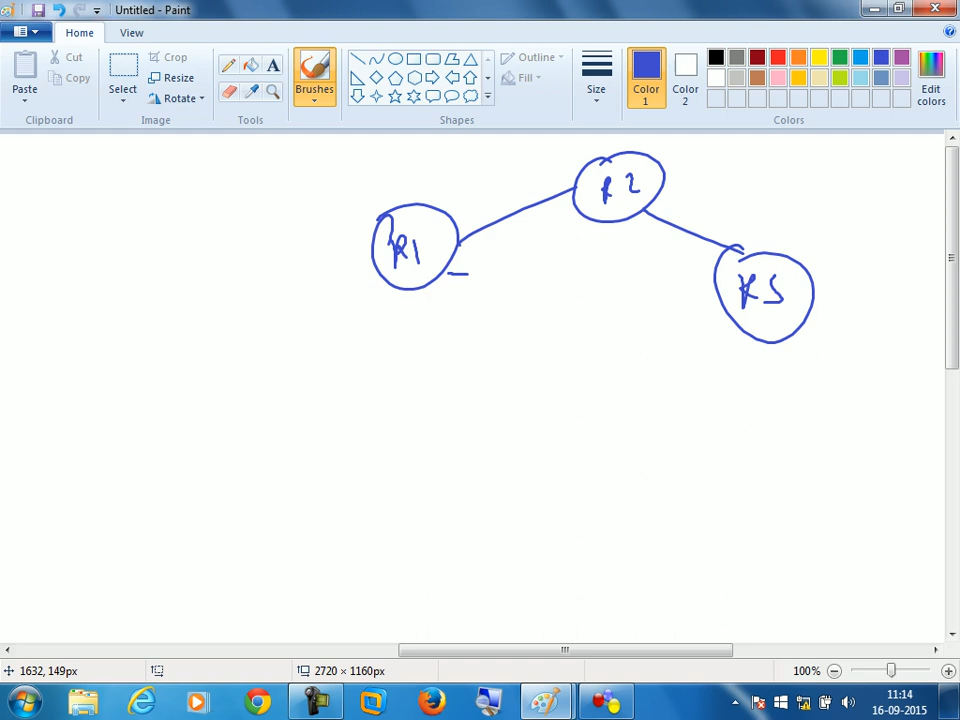 Untitled - Paint
Home View
Paste
Cut
Copy
Clipboard
Select
Crop
Resize
Rotate
Image
A
Tools
Brushes
Shapes
Outline
Fill
Size
Color 1
Color 2
Edit colors
Colors
R2
R1
1632, 149px
2720 × 1160px
100%
11:14
16-09-2015